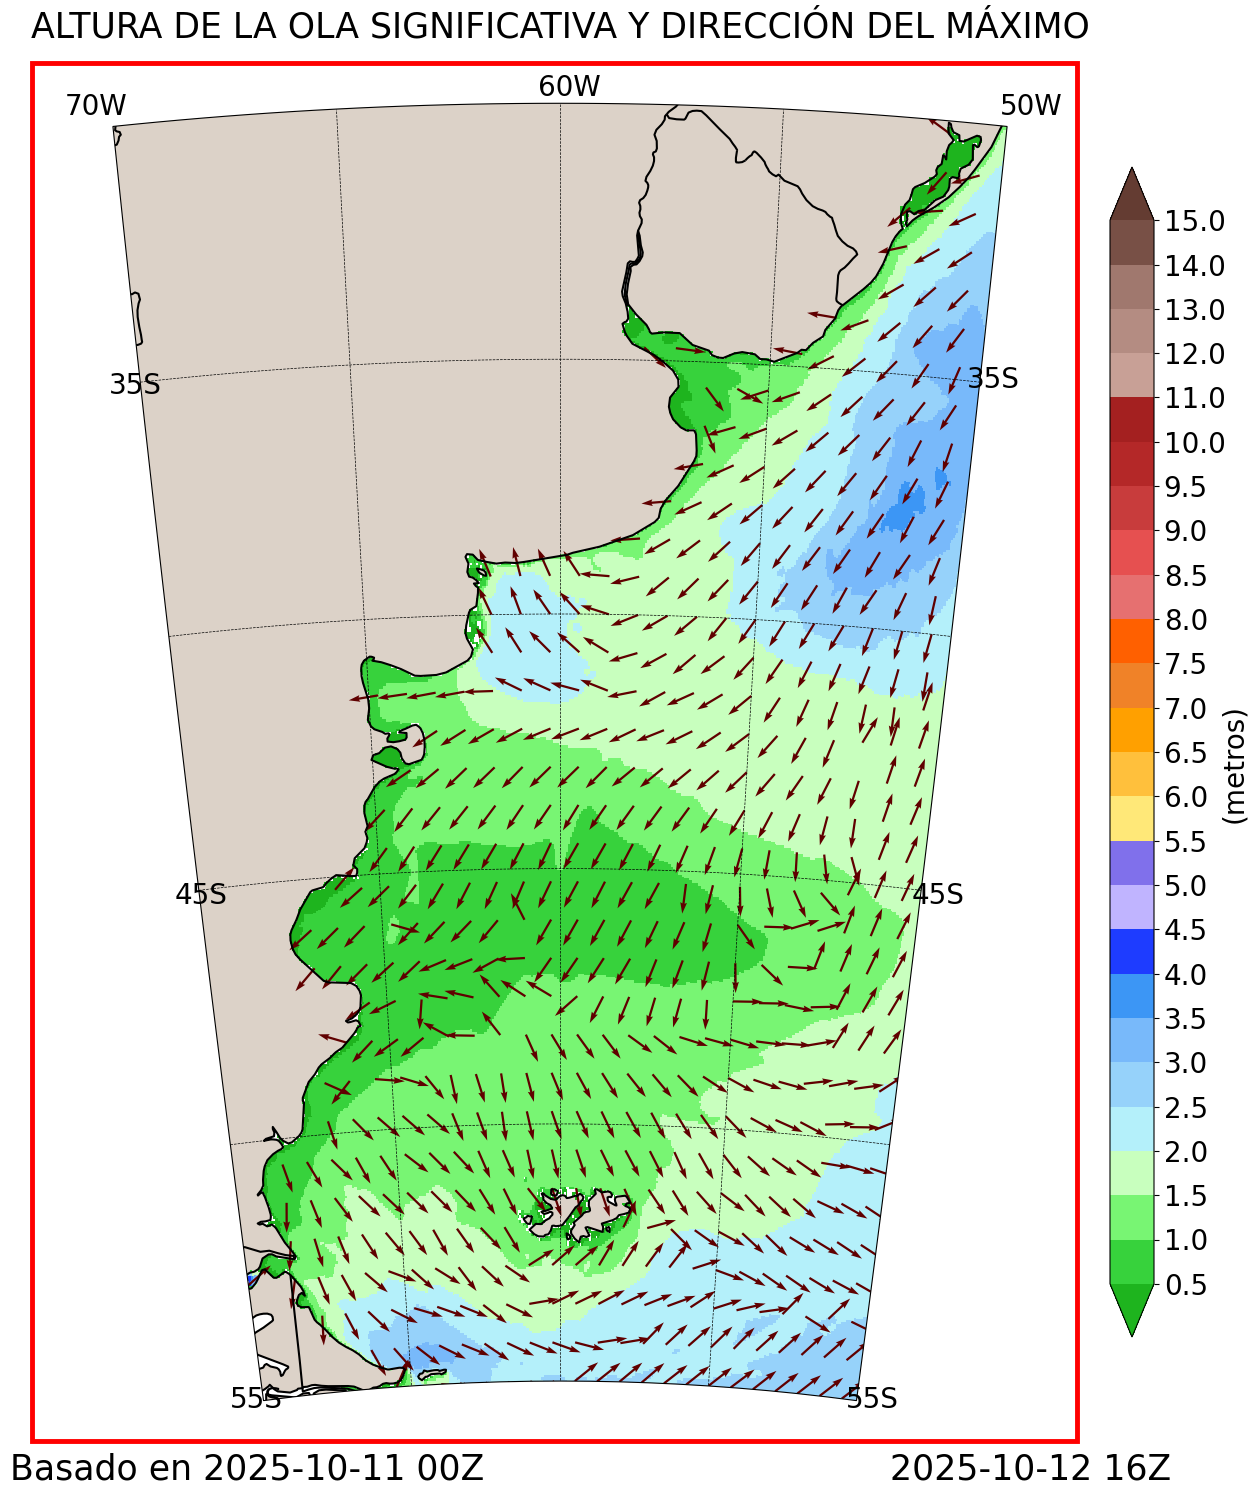 ALTURA DE LA OLA SIGNIFICATIVA Y DIRECCIÓN DEL MÁXIMO
70W
60W
50W
35S
35S
45S
45S
55S
55S
15.0
14.0
13.0
12.0
11.0
10.0
9.5
9.0
8.5
8.0
7.5
7.0
6.5
6.0
5.5
5.0
4.5
4.0
3.5
3.0
2.5
2.0
1.5
1.0
0.5
(metros)
Basado en 2025-10-11 00Z
2025-10-12 16Z